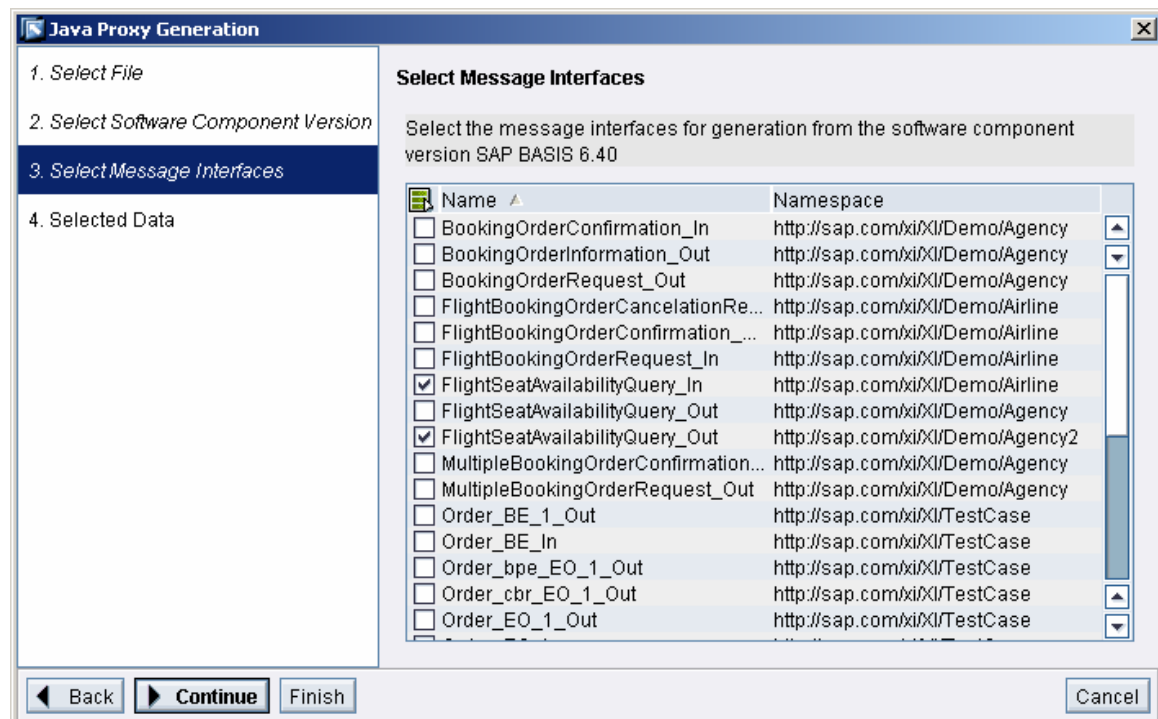 Java Proxy Generation
1. Select File
2. Select Software Component Version
3. Select Message Interfaces
4. Selected Data
Select Message Interfaces
Select the message interfaces for generation from the software component
version SAP BASIS 6.40
Name Namespace
BookingOrderConfirmation_In http://sap.com/xi/XI/Demo/Agency
BookingOrderInformation_Out http://sap.com/xi/XI/Demo/Agency
BookingOrderRequest_Out http://sap.com/xi/XI/Demo/Agency
FlightBookingOrderCancelationRe... http://sap.com/xi/XI/Demo/Airline
FlightBookingOrderConfirmation_... http://sap.com/xi/XI/Demo/Airline
FlightBookingOrderRequest_In http://sap.com/xi/XI/Demo/Airline
FlightSeatAvailabilityQuery_In http://sap.com/xi/XI/Demo/Airline
FlightSeatAvailabilityQuery_Out http://sap.com/xi/XI/Demo/Agency
FlightSeatAvailabilityQuery_Out http://sap.com/xi/XI/Demo/Agency2
MultipleBookingOrderConfirmation... http://sap.com/xi/XI/Demo/Agency
MultipleBookingOrderRequest_Out http://sap.com/xi/XI/Demo/Agency
Order_BE_1_Out http://sap.com/xi/XI/TestCase
Order_BE_In http://sap.com/xi/XI/TestCase
Order_bpe_EO_1_Out http://sap.com/xi/XI/TestCase
Order_cbr_EO_1_Out http://sap.com/xi/XI/TestCase
Order_EO_1_Out http://sap.com/xi/XI/TestCase
Back Continue Finish Cancel